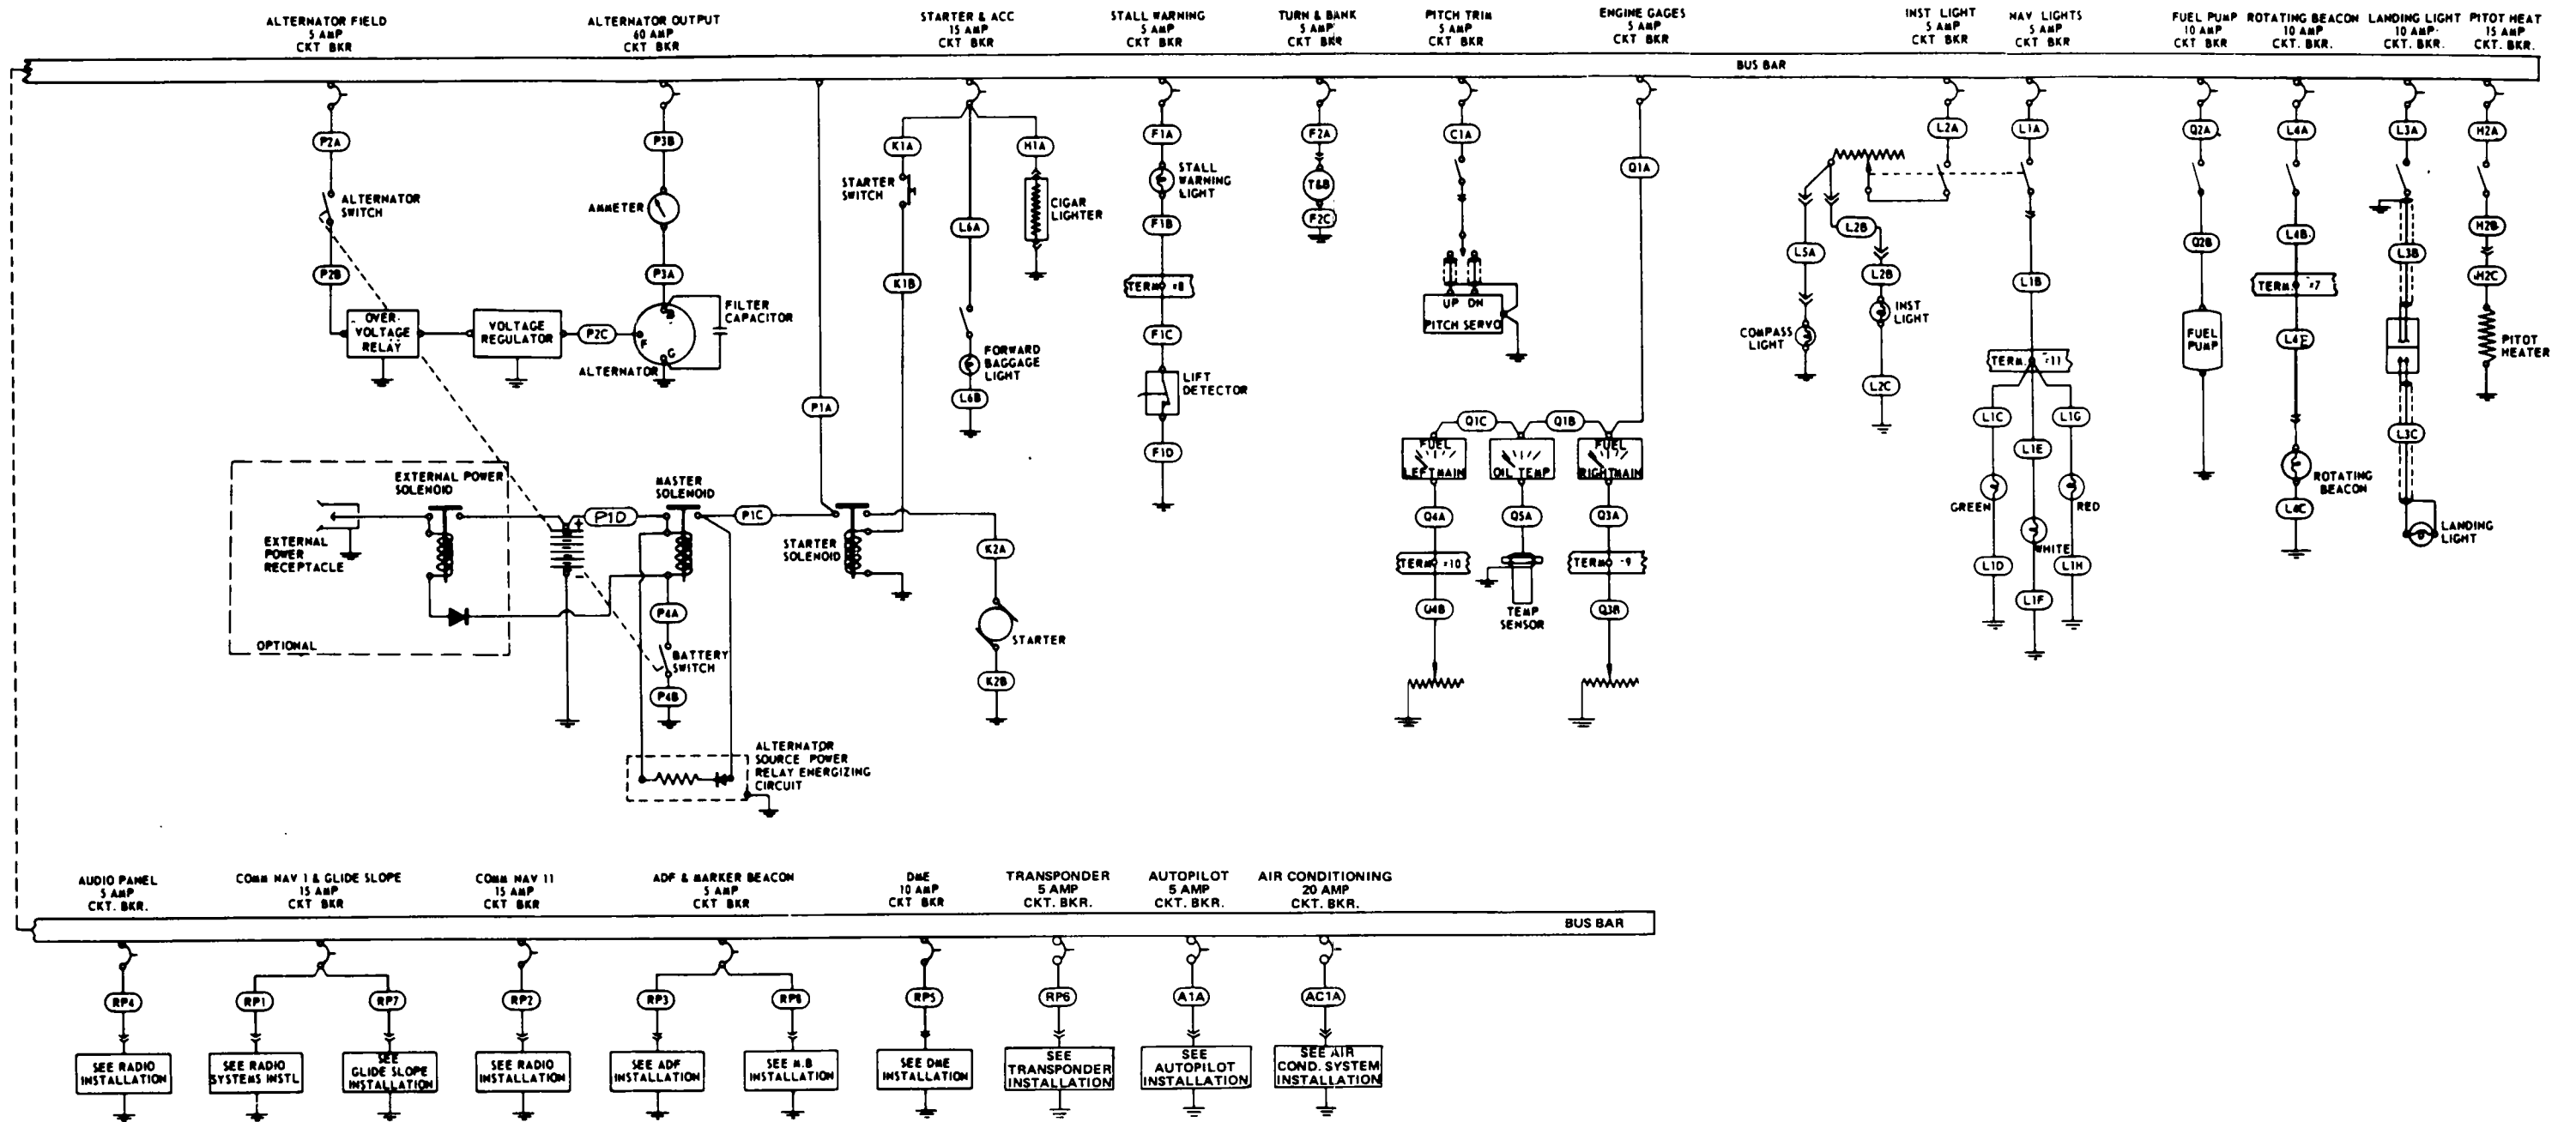 ALTERNATOR FIELD
5 AMP
CKT BKR
ALTERNATOR OUTPUT
60 AMP
CKT BKR
STARTER & ACC
15 AMP
CKT BKR
STALL WARNING
5 AMP
CKT BKR
TURN & BANK
5 AMP
CKT BKR
PITCH TRIM
5 AMP
CKT BKR
ENGINE GAGES
5 AMP
CKT BKR
INST LIGHT
5 AMP
CKT BKR
NAV LIGHTS
5 AMP
CKT BKR
FUEL PUMP
10 AMP
CKT BKR
ROTATING BEACON
10 AMP
CKT. BKR.
LANDING LIGHT
10 AMP
CKT. BKR.
PITOT HEAT
15 AMP
CKT. BKR.
BUS BAR
P2A
ALTERNATOR
SWITCH
P2B
OVER-
VOLTAGE
RELAY
VOLTAGE
REGULATOR
P2C
P3B
AMMETER
P3A
B
F
G
FILTER
CAPACITOR
ALTERNATOR
P1A
K1A
STARTER
SWITCH
K1B
L6A
FORWARD
BAGGAGE
LIGHT
L6B
H1A
CIGAR
LIGHTER
F1A
STALL
WARNING
LIGHT
F1B
TERM. =8
F1C
LIFT
DETECTOR
F1D
F2A
T&B
F2C
C1A
UP DN
PITCH SERVO
Q1A
Q1C
Q1B
FUEL
LEFT MAIN
OIL TEMP
FUEL
RIGHT MAIN
Q4A
Q5A
Q3A
TERM. =10
TERM. -9
Q4B
TEMP
SENSOR
Q3B
L2A
L1A
L5A
L2B
L2B
COMPASS
LIGHT
INST
LIGHT
L2C
L1B
TERM. -11
L1C
L1G
L1E
GREEN
RED
WHITE
L1D
L1H
L1F
Q2A
Q2B
FUEL
PUMP
L4A
L4B
TERM. =7
L4E
ROTATING
BEACON
L4C
L3A
L3B
L3C
LANDING
LIGHT
H2A
H2B
H2C
PITOT
HEATER
EXTERNAL POWER
SOLENOID
EXTERNAL
POWER
RECEPTACLE
OPTIONAL
+
-
P1D
MASTER
SOLENOID
P1C
STARTER
SOLENOID
P4A
BATTERY
SWITCH
P4B
K2A
STARTER
K2B
ALTERNATOR
SOURCE POWER
RELAY ENERGIZING
CIRCUIT
AUDIO PANEL
5 AMP
CKT. BKR.
COMM NAV I & GLIDE SLOPE
15 AMP
CKT BKR
COMM NAV 11
15 AMP
CKT BKR
ADF & MARKER BEACON
5 AMP
CKT BKR
DME
10 AMP
CKT BKR
TRANSPONDER
5 AMP
CKT. BKR.
AUTOPILOT
5 AMP
CKT. BKR.
AIR CONDITIONING
20 AMP
CKT. BKR.
BUS BAR
RP4
RP1
RP7
RP2
RP3
RP8
RP5
RP6
A1A
AC1A
SEE RADIO
INSTALLATION
SEE RADIO
SYSTEMS INSTL
SEE
GLIDE SLOPE
INSTALLATION
SEE RADIO
INSTALLATION
SEE ADF
INSTALLATION
SEE M.B
INSTALLATION
SEE DME
INSTALLATION
SEE
TRANSPONDER
INSTALLATION
SEE
AUTOPILOT
INSTALLATION
SEE AIR
COND. SYSTEM
INSTALLATION